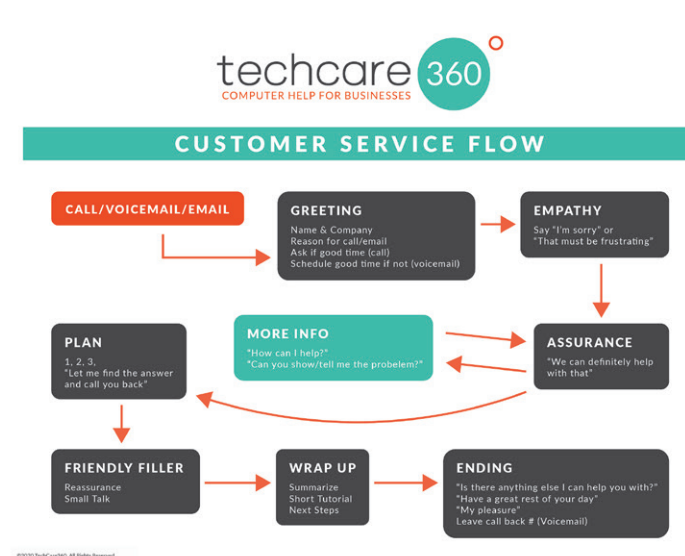 techcare 360
COMPUTER HELP FOR BUSINESSES
CUSTOMER SERVICE FLOW
CALL/VOICEMAIL/EMAIL
GREETING
Name & Company
Reason for call/email
Ask if good time (call)
Schedule good time if not (voicemail)
EMPATHY
Say "I'm sorry" or
"That must be frustrating"
ASSURANCE
"We can definitely help
with that"
MORE INFO
"How can I help?"
"Can you show/tell me the probelem?"
PLAN
1, 2, 3,
"Let me find the answer
and call you back"
FRIENDLY FILLER
Reassurance
Small Talk
WRAP UP
Summarize
Short Tutorial
Next Steps
ENDING
"Is there anything else I can help you with?"
"Have a great rest of your day"
"My pleasure"
Leave call back # (Voicemail)
©2020 TechCare360. All Rights Reserved